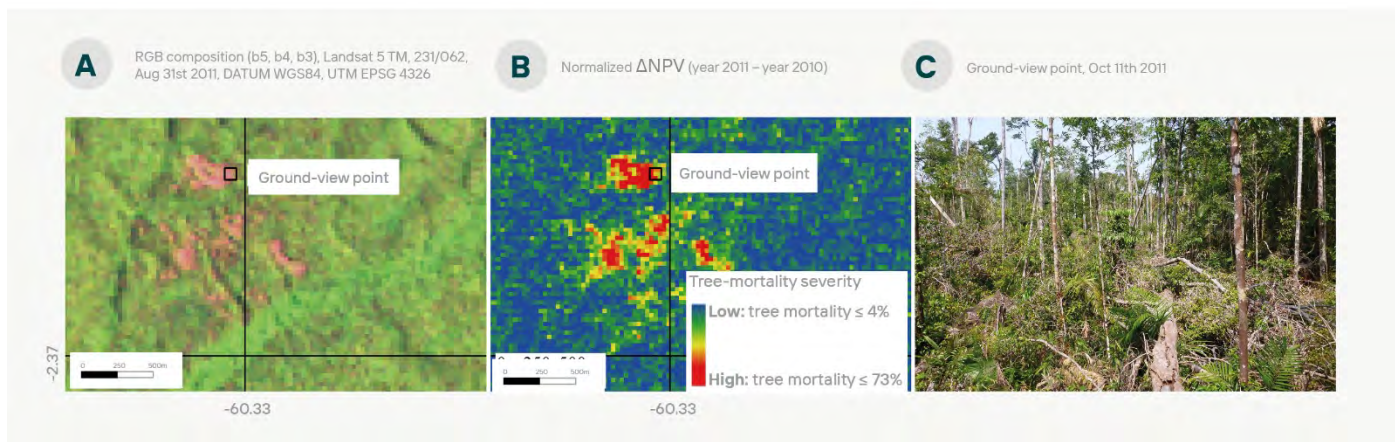 A
RGB composition (b5, b4, b3), Landsat 5 TM, 231/062,
Aug 31st 2011, DATUM WGS84, UTM EPSG 4326
B
Normalized ΔNPV (year 2011 – year 2010)
C
Ground-view point, Oct 11th 2011
Ground-view point
Ground-view point
Tree-mortality severity
Low: tree mortality ≤ 4%
High: tree mortality ≤ 73%
0 250 500m
0 250 500m
-2.37
-60.33
-60.33